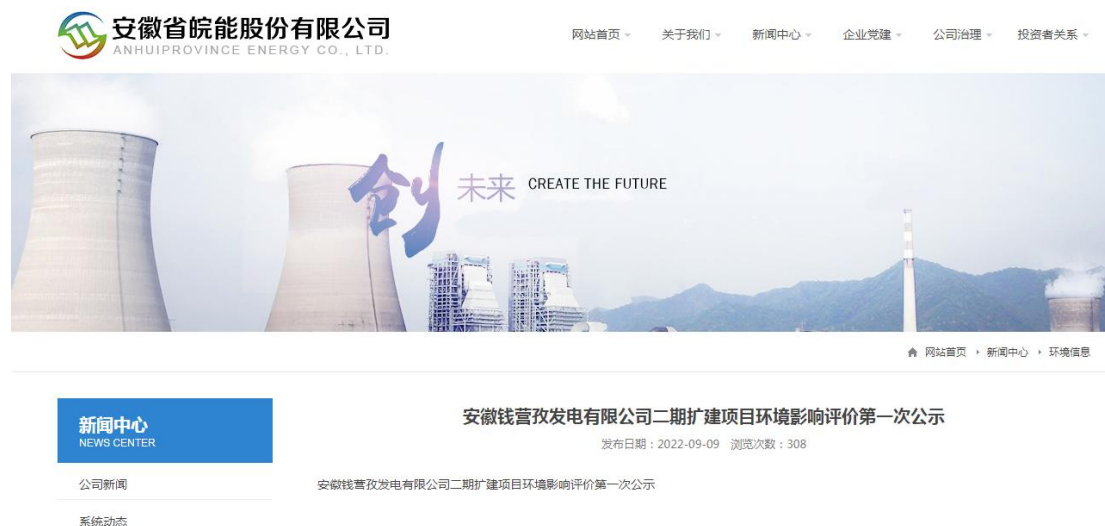 安徽省皖能股份有限公司
ANHUIPROVINCE ENERGY CO., LTD.
网站首页 关于我们 新闻中心 企业党建 公司治理 投资者关系
创未来 CREATE THE FUTURE
网站首页 新闻中心 环境信息
新闻中心
NEWS CENTER
公司新闻
系统动态
安徽钱营孜发电有限公司二期扩建项目环境影响评价第一次公示
发布日期：2022-09-09 浏览次数：308
安徽钱营孜发电有限公司二期扩建项目环境影响评价第一次公示